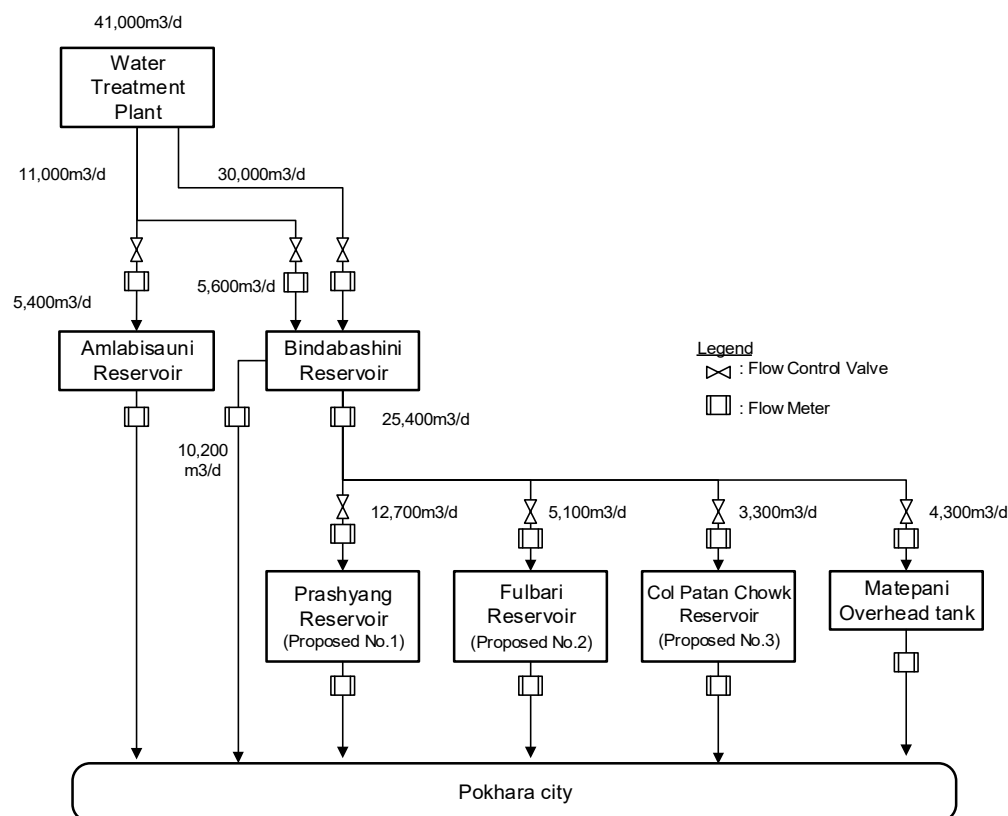 41,000m3/d
Water
Treatment
Plant
11,000m3/d
30,000m3/d
5,600m3/d
5,400m3/d
Amlabisauni
Reservoir
Bindabashini
Reservoir
Legend
: Flow Control Valve
: Flow Meter
25,400m3/d
10,200
m3/d
12,700m3/d
5,100m3/d
3,300m3/d
4,300m3/d
Prashyang
Reservoir
(Proposed No.1)
Fulbari
Reservoir
(Proposed No.2)
Col Patan Chowk
Reservoir
(Proposed No.3)
Matepani
Overhead tank
Pokhara city